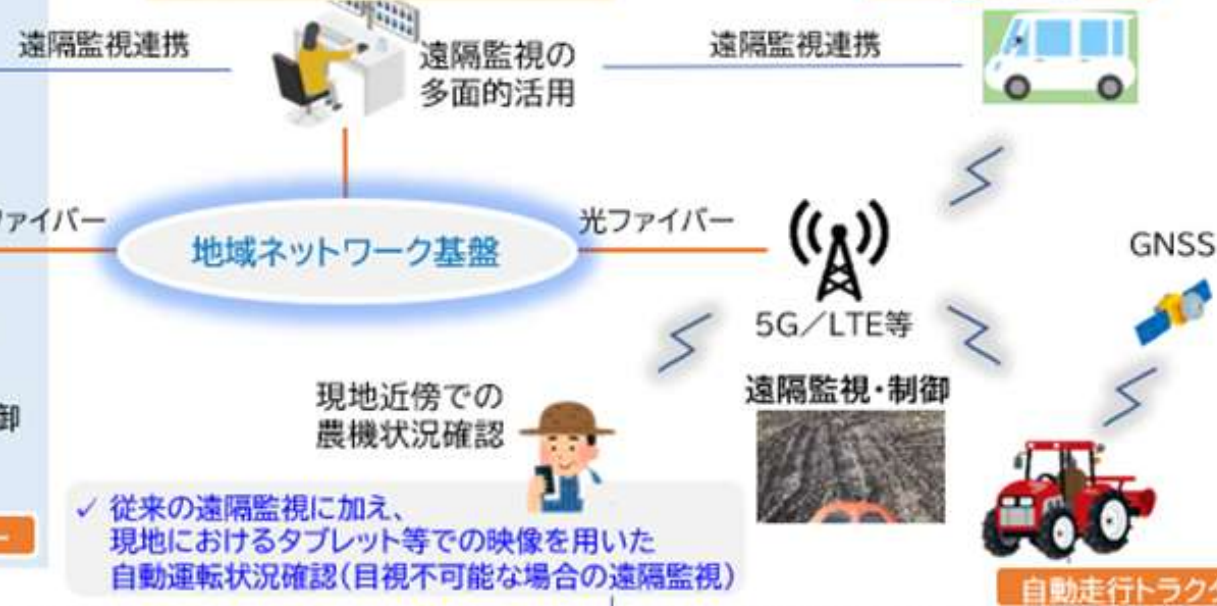 遠隔監視連携
遠隔監視の
多面的活用
遠隔監視連携
ファイバー
地域ネットワーク基盤
光ファイバー
GNSS
5G/LTE等
現地近傍での
農機状況確認
遠隔監視・制御
御
✓ 従来の遠隔監視に加え、
現地におけるタブレット等での映像を用いた
自動運転状況確認(目視不可能な場合の遠隔監視)
ー
自動走行トラク